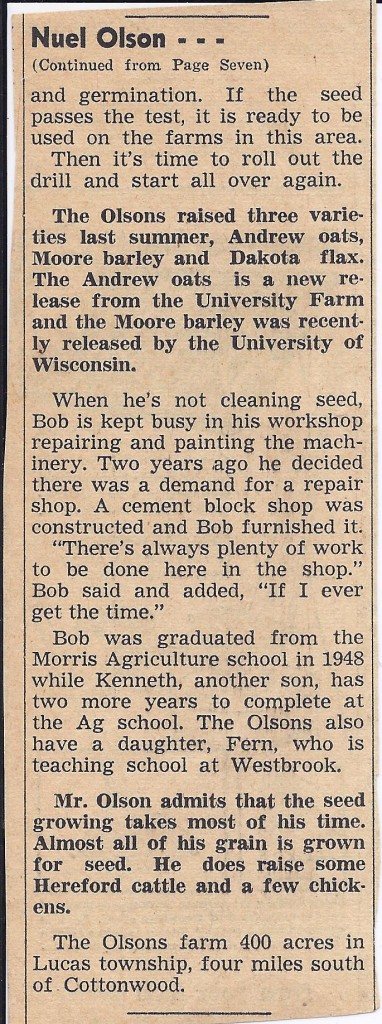 Nuel Olson - - -
(Continued from Page Seven)
and germination. If the seed
passes the test, it is ready to be
used on the farms in this area.
Then it's time to roll out the
drill and start all over again.
The Olsons raised three varie-
ties last summer, Andrew oats,
Moore barley and Dakota flax.
The Andrew oats is a new re-
lease from the University Farm
and the Moore barley was recent-
ly released by the University of
Wisconsin.
When he's not cleaning seed,
Bob is kept busy in his workshop
repairing and painting the mach-
inery. Two years ago he decided
there was a demand for a repair
shop. A cement block shop was
constructed and Bob furnished it.
"There's always plenty of work
to be done here in the shop."
Bob said and added, "If I ever
get the time."
Bob was graduated from the
Morris Agriculture school in 1948
while Kenneth, another son, has
two more years to complete at
the Ag school. The Olsons also
have a daughter, Fern, who is
teaching school at Westbrook.
Mr. Olson admits that the seed
growing takes most of his time.
Almost all of his grain is grown
for seed. He does raise some
Hereford cattle and a few chick-
ens.
The Olsons farm 400 acres in
Lucas township, four miles south
of Cottonwood.